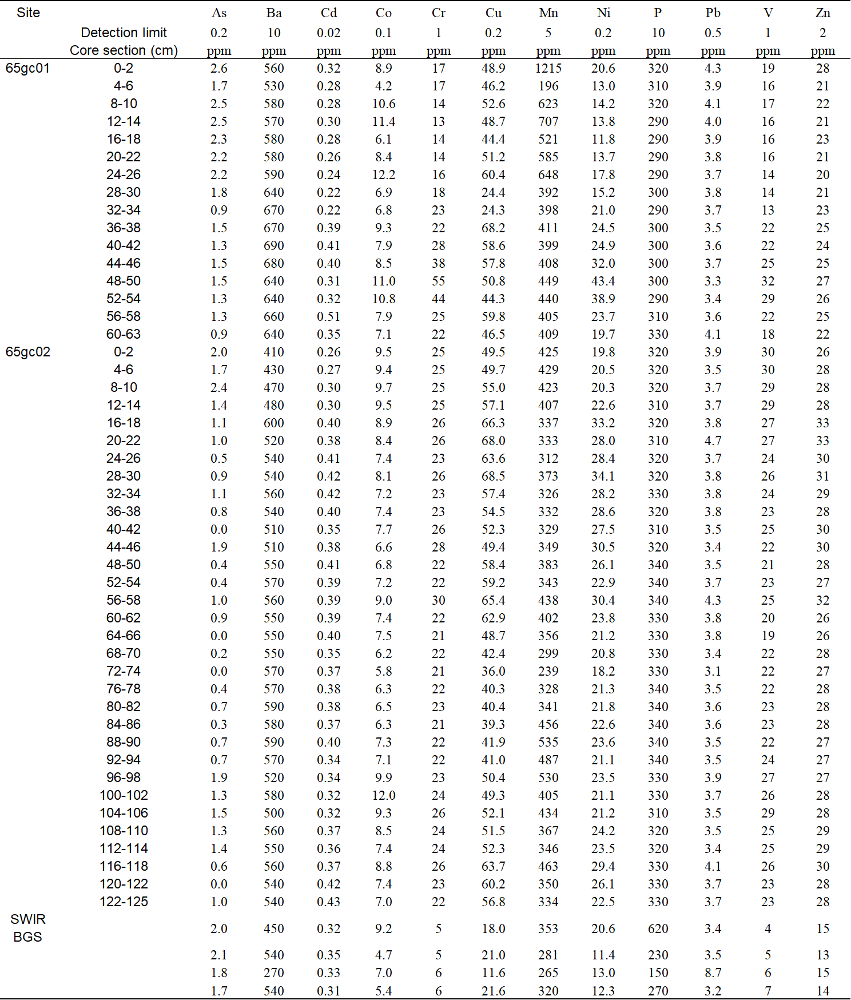 Site As Ba Cd Co Cr Cu Mn Ni P Pb V Zn
Detection limit 0.2 10 0.02 0.1 1 0.2 5 0.2 10 0.5 1 2
Core section (cm) ppm ppm ppm ppm ppm ppm ppm ppm ppm ppm ppm ppm
65gc01 0-2 2.6 560 0.32 8.9 17 48.9 1215 20.6 320 4.3 19 28
4-6 1.7 530 0.28 4.2 17 46.2 196 13.0 310 3.9 16 21
8-10 2.5 580 0.28 10.6 14 52.6 623 14.2 320 4.1 17 22
12-14 2.5 570 0.30 11.4 13 48.7 707 13.8 290 4.0 16 21
16-18 2.3 580 0.28 6.1 14 44.4 521 11.8 290 3.9 16 23
20-22 2.2 580 0.26 8.4 14 51.2 585 13.7 290 3.8 16 21
24-26 2.2 590 0.24 12.2 16 60.4 648 17.8 290 3.7 14 20
28-30 1.8 640 0.22 6.9 18 24.4 392 15.2 300 3.8 14 21
32-34 0.9 670 0.22 6.8 23 24.3 398 21.0 290 3.7 13 23
36-38 1.5 670 0.39 9.3 22 68.2 411 24.5 300 3.5 22 25
40-42 1.3 690 0.41 7.9 28 58.6 399 24.9 300 3.6 22 24
44-46 1.5 680 0.40 8.5 38 57.8 408 32.0 300 3.7 25 25
48-50 1.5 640 0.31 11.0 55 50.8 449 43.4 300 3.3 32 27
52-54 1.3 640 0.32 10.8 44 44.3 440 38.9 290 3.4 29 26
56-58 1.3 660 0.51 7.9 25 59.8 405 23.7 310 3.6 22 25
60-63 0.9 640 0.35 7.1 22 46.5 409 19.7 330 4.1 18 22
65gc02 0-2 2.0 410 0.26 9.5 25 49.5 425 19.8 320 3.9 30 26
4-6 1.7 430 0.27 9.4 25 49.7 429 20.5 320 3.5 30 28
8-10 2.4 470 0.30 9.7 25 55.0 423 20.3 320 3.7 29 28
12-14 1.4 480 0.30 9.5 25 57.1 407 22.6 310 3.7 29 28
16-18 1.1 600 0.40 8.9 26 66.3 337 33.2 320 3.8 27 33
20-22 1.0 520 0.38 8.4 26 68.0 333 28.0 310 4.7 27 33
24-26 0.5 540 0.41 7.4 23 63.6 312 28.4 320 3.7 24 30
28-30 0.9 540 0.42 8.1 26 68.5 373 34.1 320 3.8 26 31
32-34 1.1 560 0.42 7.2 23 57.4 326 28.2 330 3.8 24 29
36-38 0.8 540 0.40 7.4 23 54.5 332 28.6 320 3.8 23 28
40-42 0.0 510 0.35 7.7 26 52.3 329 27.5 310 3.5 25 30
44-46 1.9 510 0.38 6.6 28 49.4 349 30.5 320 3.4 22 30
48-50 0.4 550 0.41 6.8 22 58.4 383 26.1 340 3.5 21 28
52-54 0.4 570 0.39 7.2 22 59.2 343 22.9 340 3.7 23 27
56-58 1.0 560 0.39 9.0 30 65.4 438 30.4 340 4.3 25 32
60-62 0.9 550 0.39 7.4 22 62.9 402 23.8 330 3.8 20 26
64-66 0.0 550 0.40 7.5 21 48.7 356 21.2 330 3.8 19 26
68-70 0.2 550 0.35 6.2 22 42.4 299 20.8 330 3.4 22 28
72-74 0.0 570 0.37 5.8 21 36.0 239 18.2 330 3.1 22 27
76-78 0.4 570 0.38 6.3 22 40.3 328 21.3 340 3.5 22 28
80-82 0.7 590 0.38 6.5 23 40.4 341 21.8 340 3.6 23 28
84-86 0.3 580 0.37 6.3 21 39.3 456 22.6 340 3.6 23 28
88-90 0.7 590 0.40 7.3 22 41.9 535 23.6 340 3.5 22 27
92-94 0.7 570 0.34 7.1 22 41.0 487 21.1 340 3.5 24 27
96-98 1.9 520 0.34 9.9 23 50.4 530 23.5 330 3.9 27 27
100-102 1.3 580 0.32 12.0 24 49.3 405 21.1 330 3.7 26 28
104-106 1.5 500 0.32 9.3 26 52.1 434 21.2 310 3.5 29 28
108-110 1.3 560 0.37 8.5 24 51.5 367 24.2 320 3.5 25 29
112-114 1.4 550 0.36 7.4 24 52.3 346 23.5 320 3.4 25 29
116-118 0.6 560 0.37 8.8 26 63.7 463 29.4 330 4.1 26 30
120-122 0.0 540 0.42 7.4 23 60.2 350 26.1 330 3.7 23 28
122-125 1.0 540 0.43 7.0 22 56.8 334 22.5 330 3.7 23 28
SWIR
BGS 2.0 450 0.32 9.2 5 18.0 353 20.6 620 3.4 4 15
2.1 540 0.35 4.7 5 21.0 281 11.4 230 3.5 5 13
1.8 270 0.33 7.0 6 11.6 265 13.0 150 8.7 6 15
1.7 540 0.31 5.4 6 21.6 320 12.3 270 3.2 7 14